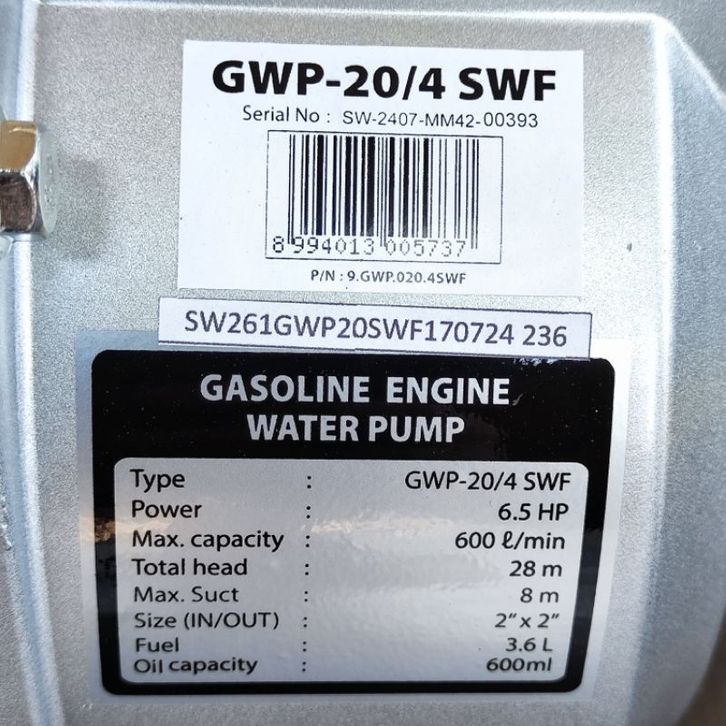 GWP-20/4 SWF
Serial No : SW-2407-MM42-00393
8 994013 005737
P/N : 9.GWP.020.4SWF
SW261GWP20SWF170724 236
GASOLINE ENGINE
WATER PUMP
Type : GWP-20/4 SWF
Power : 6.5 HP
Max. capacity : 600 ℓ/min
Total head : 28 m
Max. Suct : 8 m
Size (IN/OUT) : 2" x 2"
Fuel : 3.6 L
Oil capacity : 600ml